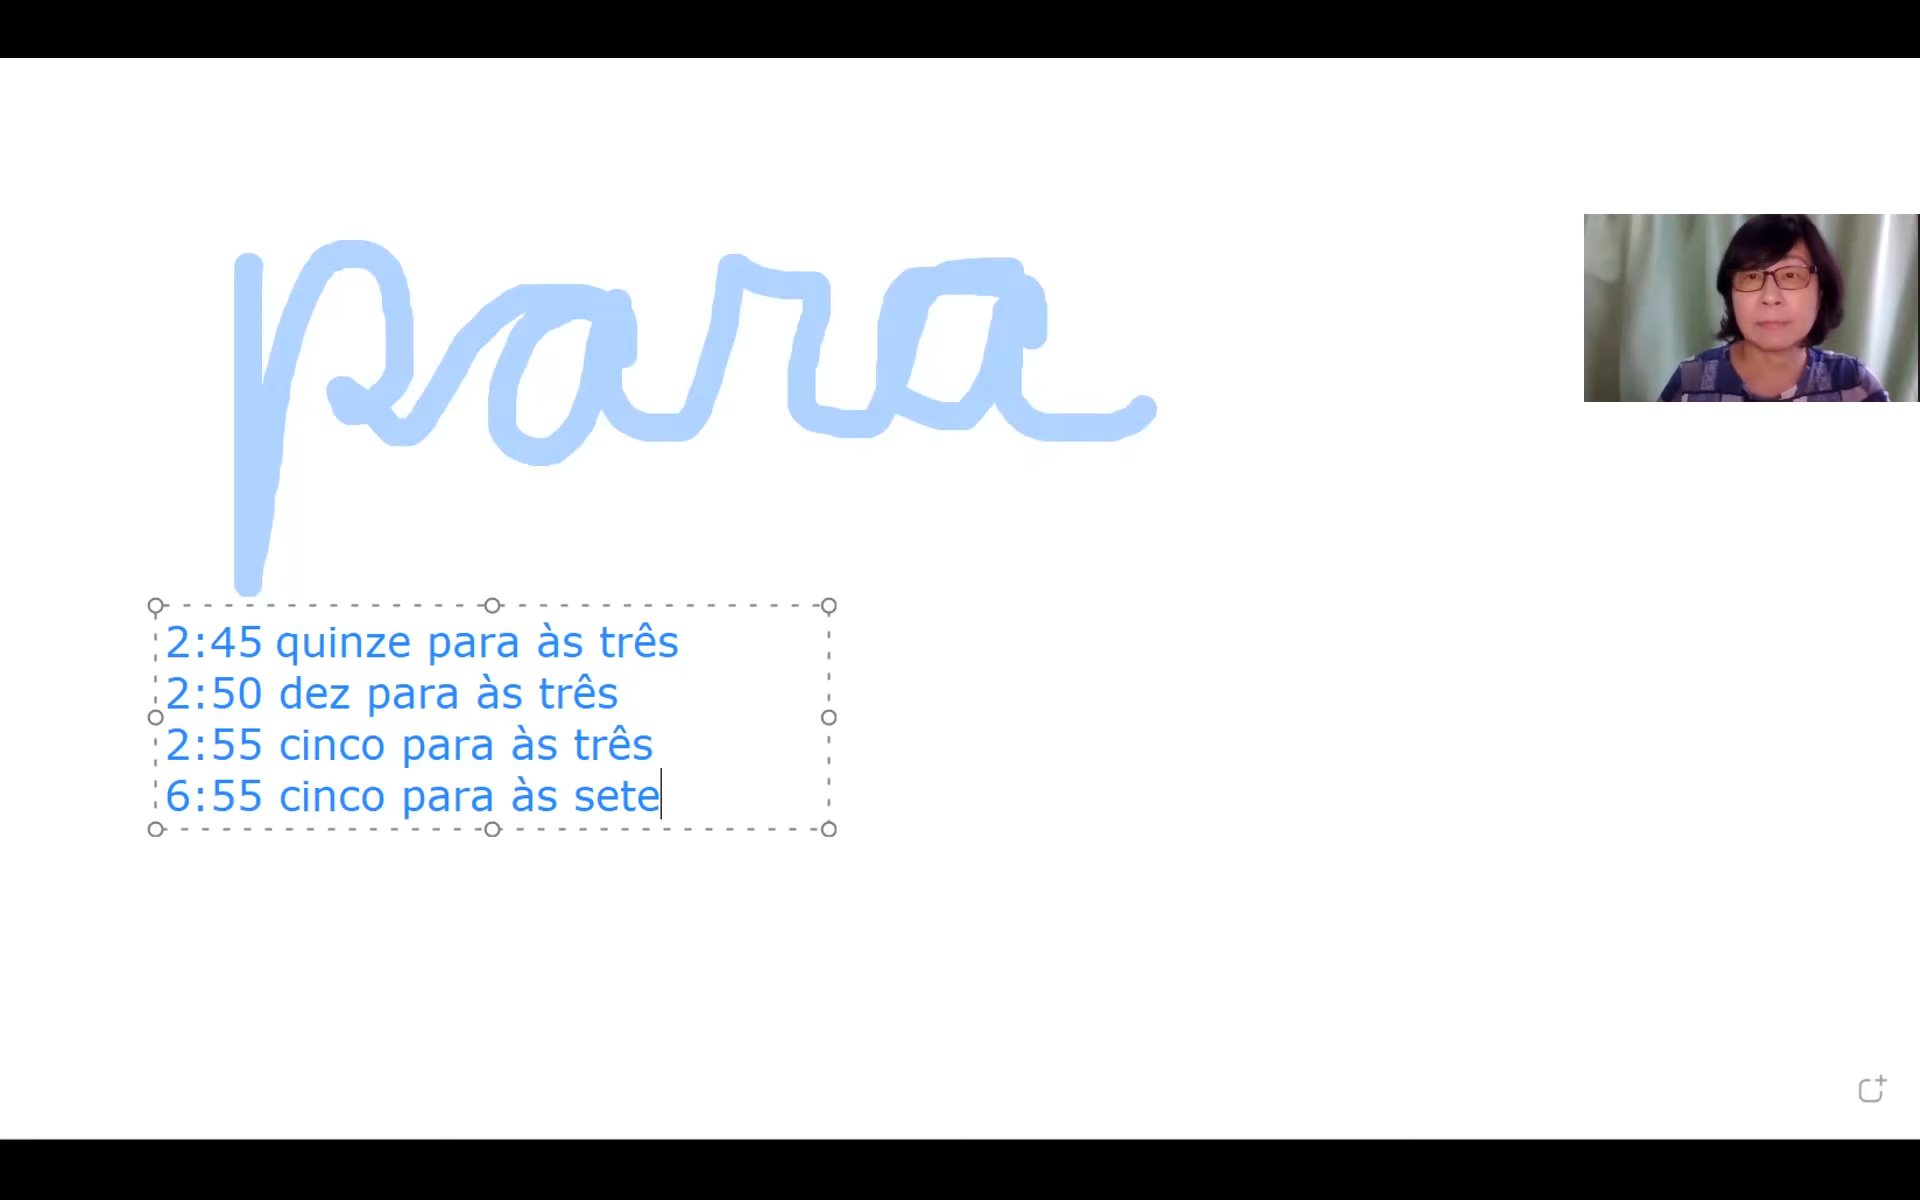 para
2:45 quinze para às três
2:50 dez para às três
2:55 cinco para às três
6:55 cinco para às sete